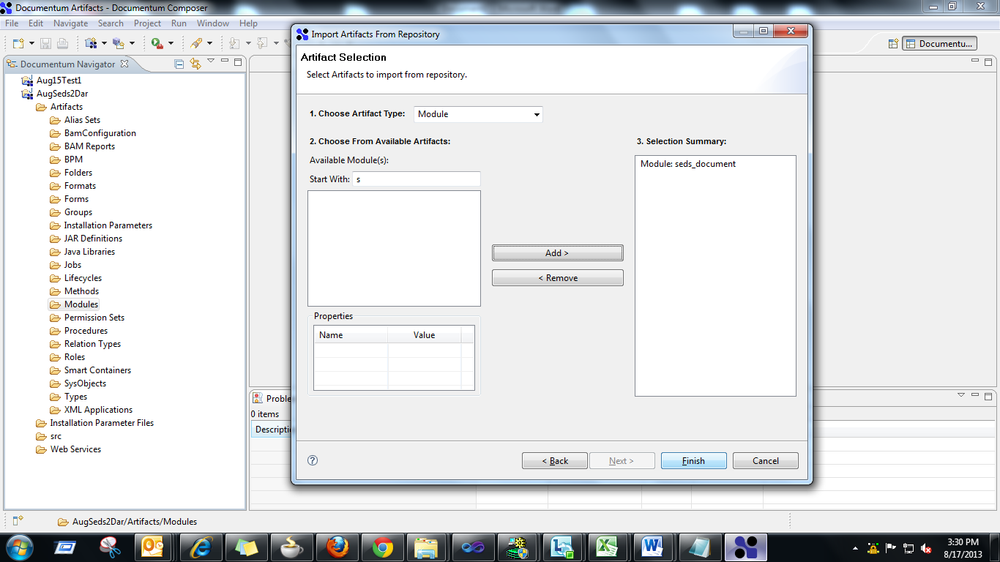 Documentum Artifacts - Documentum Composer
File Edit Navigate Search Project Run Window Help
Documentu...
Documentum Navigator
Aug15Test1
AugSeds2Dar
Artifacts
Alias Sets
BamConfiguration
BAM Reports
BPM
Folders
Formats
Forms
Groups
Installation Parameters
JAR Definitions
Java Libraries
Jobs
Lifecycles
Methods
Modules
Permission Sets
Procedures
Relation Types
Roles
Smart Containers
SysObjects
Types
XML Applications
Installation Parameter Files
src
Web Services
Import Artifacts From Repository
Artifact Selection
Select Artifacts to import from repository.
1. Choose Artifact Type: Module
2. Choose From Available Artifacts:
Available Module(s):
Start With: s
Add >
< Remove
3. Selection Summary:
Module: seds_document
Properties
Name Value
< Back Next > Finish Cancel
Proble
0 items
Descriptic
AugSeds2Dar/Artifacts/Modules
3:30 PM
8/17/2013